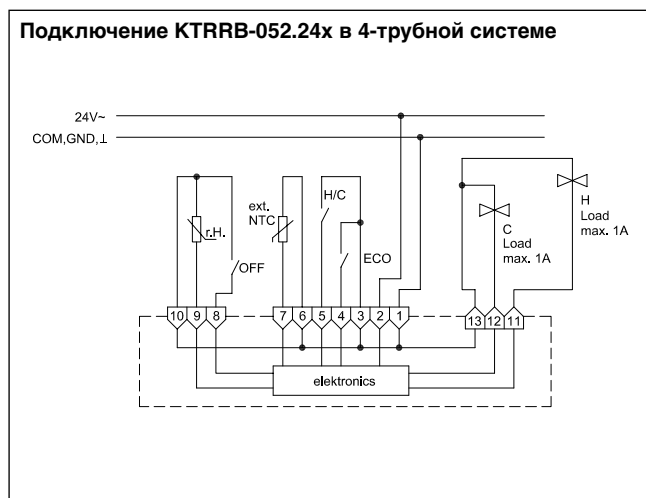 Подключение KTRRB-052.24x в 4-трубной системе
24V~
COM,GND,⊥
H/C
ext.
NTC
r.H.
OFF
ECO
H
Load
max. 1A
C
Load
max. 1A
10 9 8 7 6 5 4 3 2 1 13 12 11
elektronics